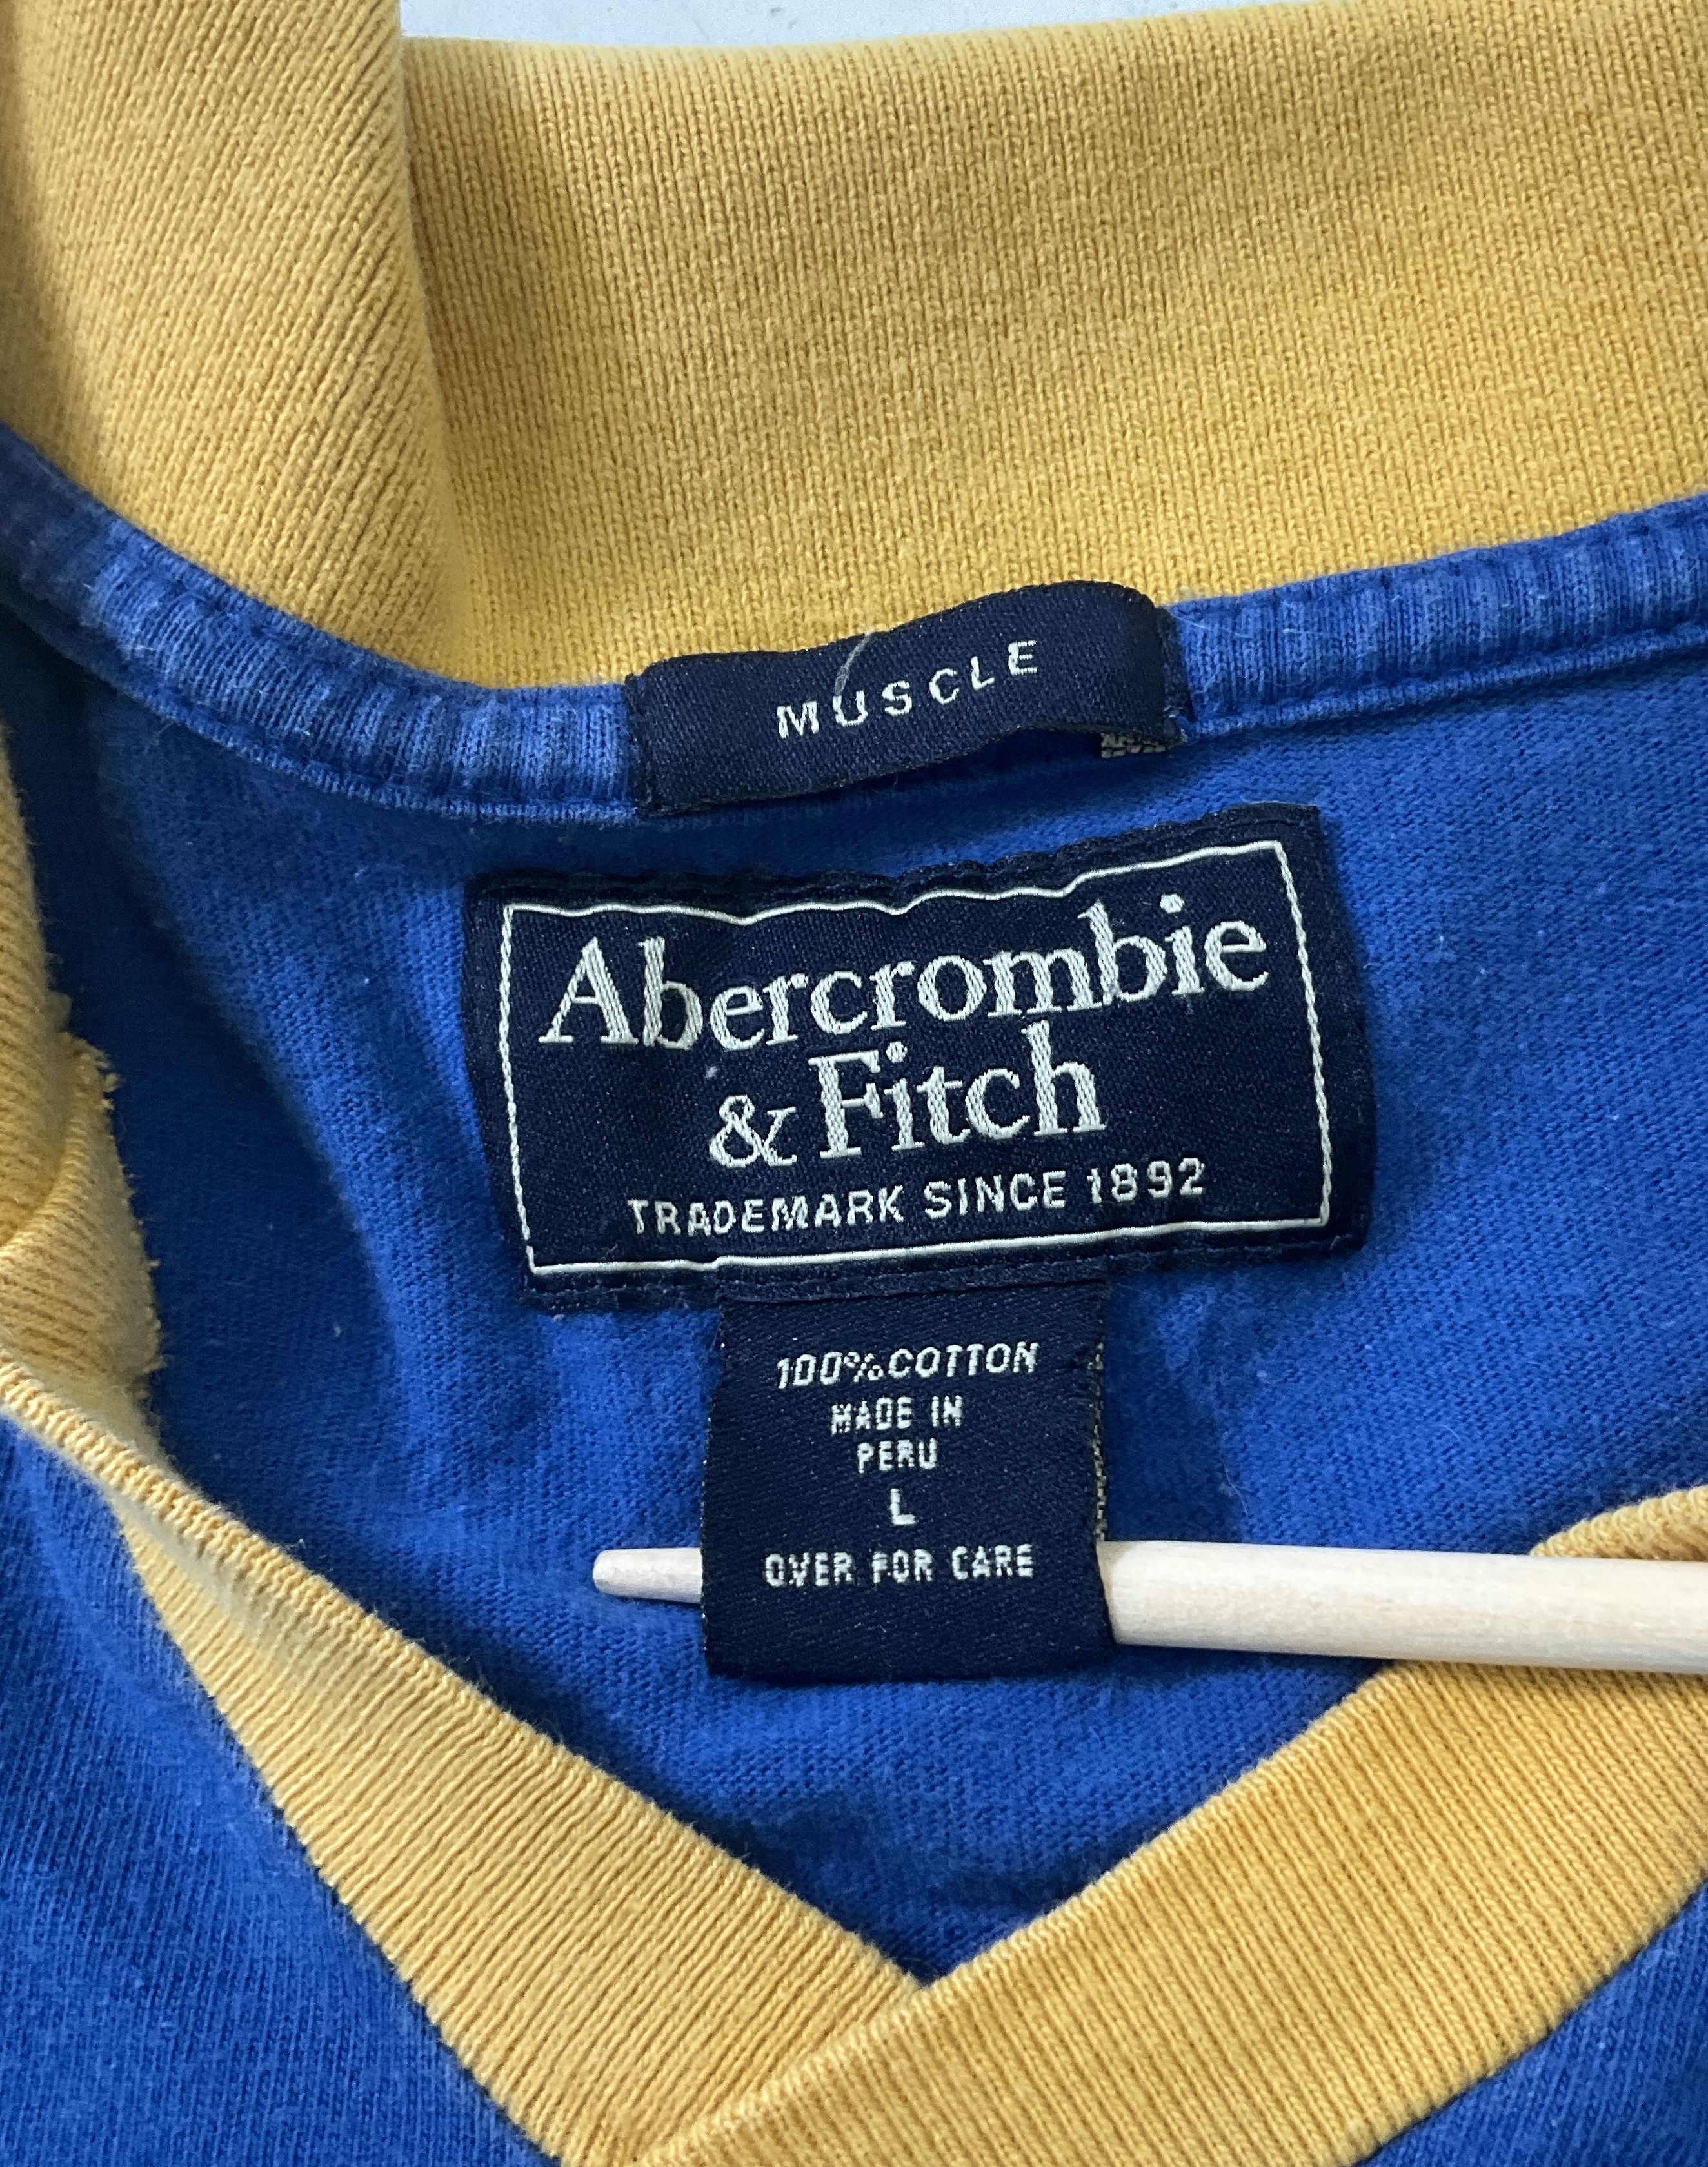 MUSCLE
Abercrombie
& Fitch
TRADEMARK SINCE 1892
100% COTTON
MADE IN
PERU
L
OVER FOR CARE